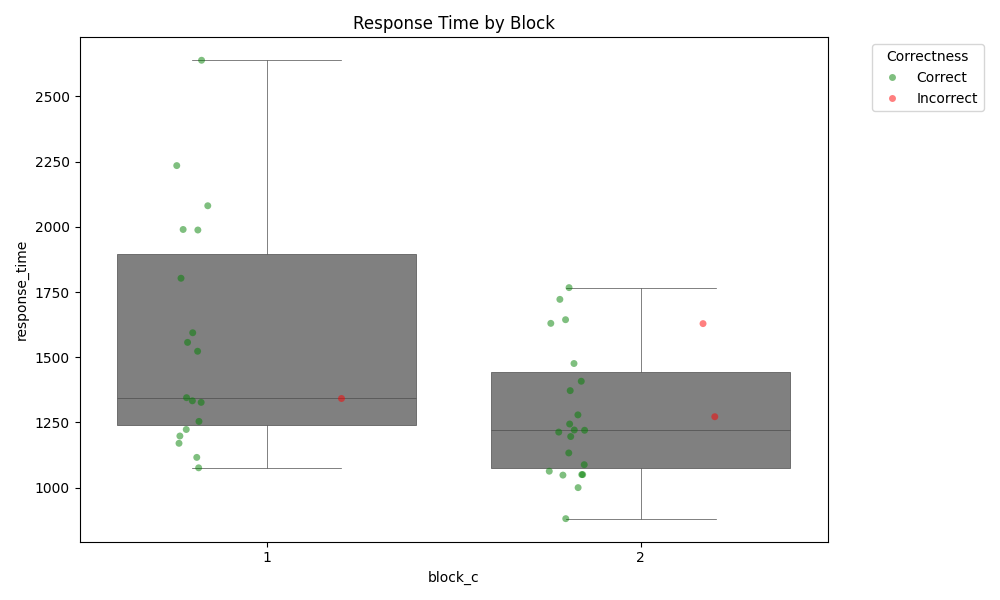 Response Time by Block
Correctness
Correct
Incorrect
response_time
2500
2250
2000
1750
1500
1250
1000
1
2
block_c